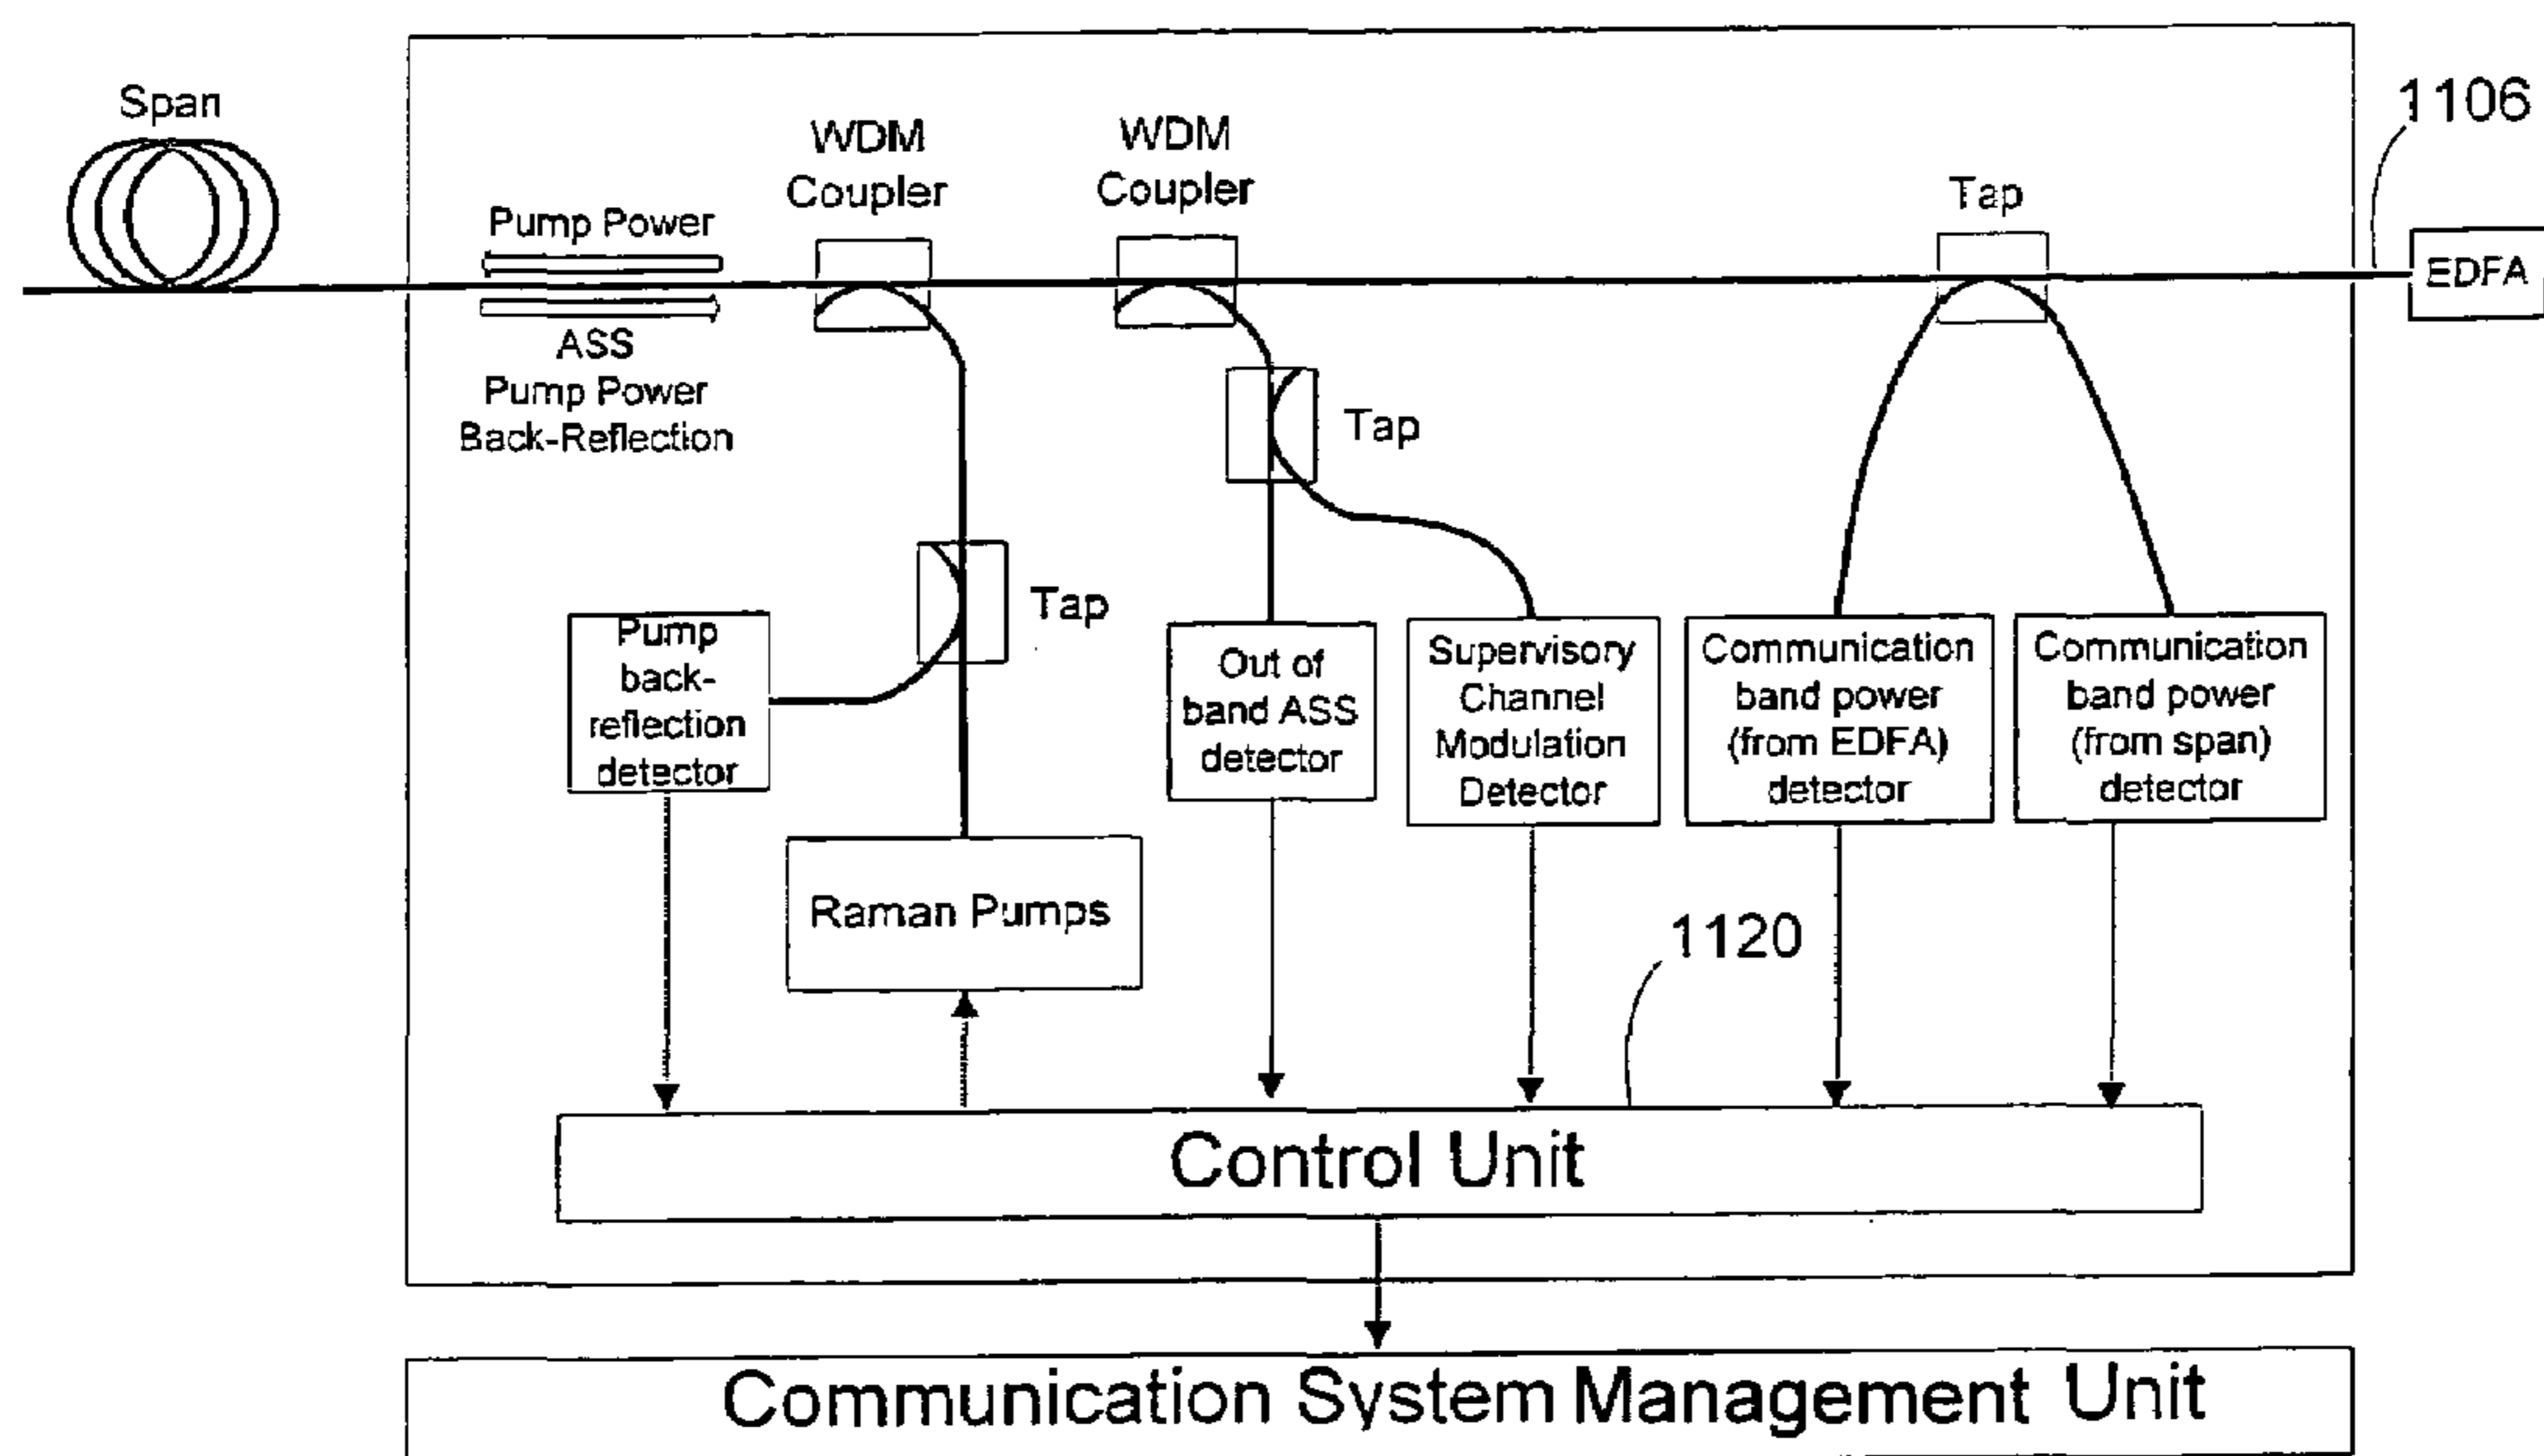 1106
Span
WDM
Coupler
WDM
Coupler
Tap
Pump Power
EDFA
ASS
Pump Power
Back-Reflection
Tap
Tap
Pump
back-
reflection
detector
Out of
band ASS
detector
Supervisory
Channel
Modulation
Detector
Communication
band power
(from EDFA)
detector
Communication
band power
(from span)
detector
Raman Pumps
1120
Control Unit
Communication System Management Unit